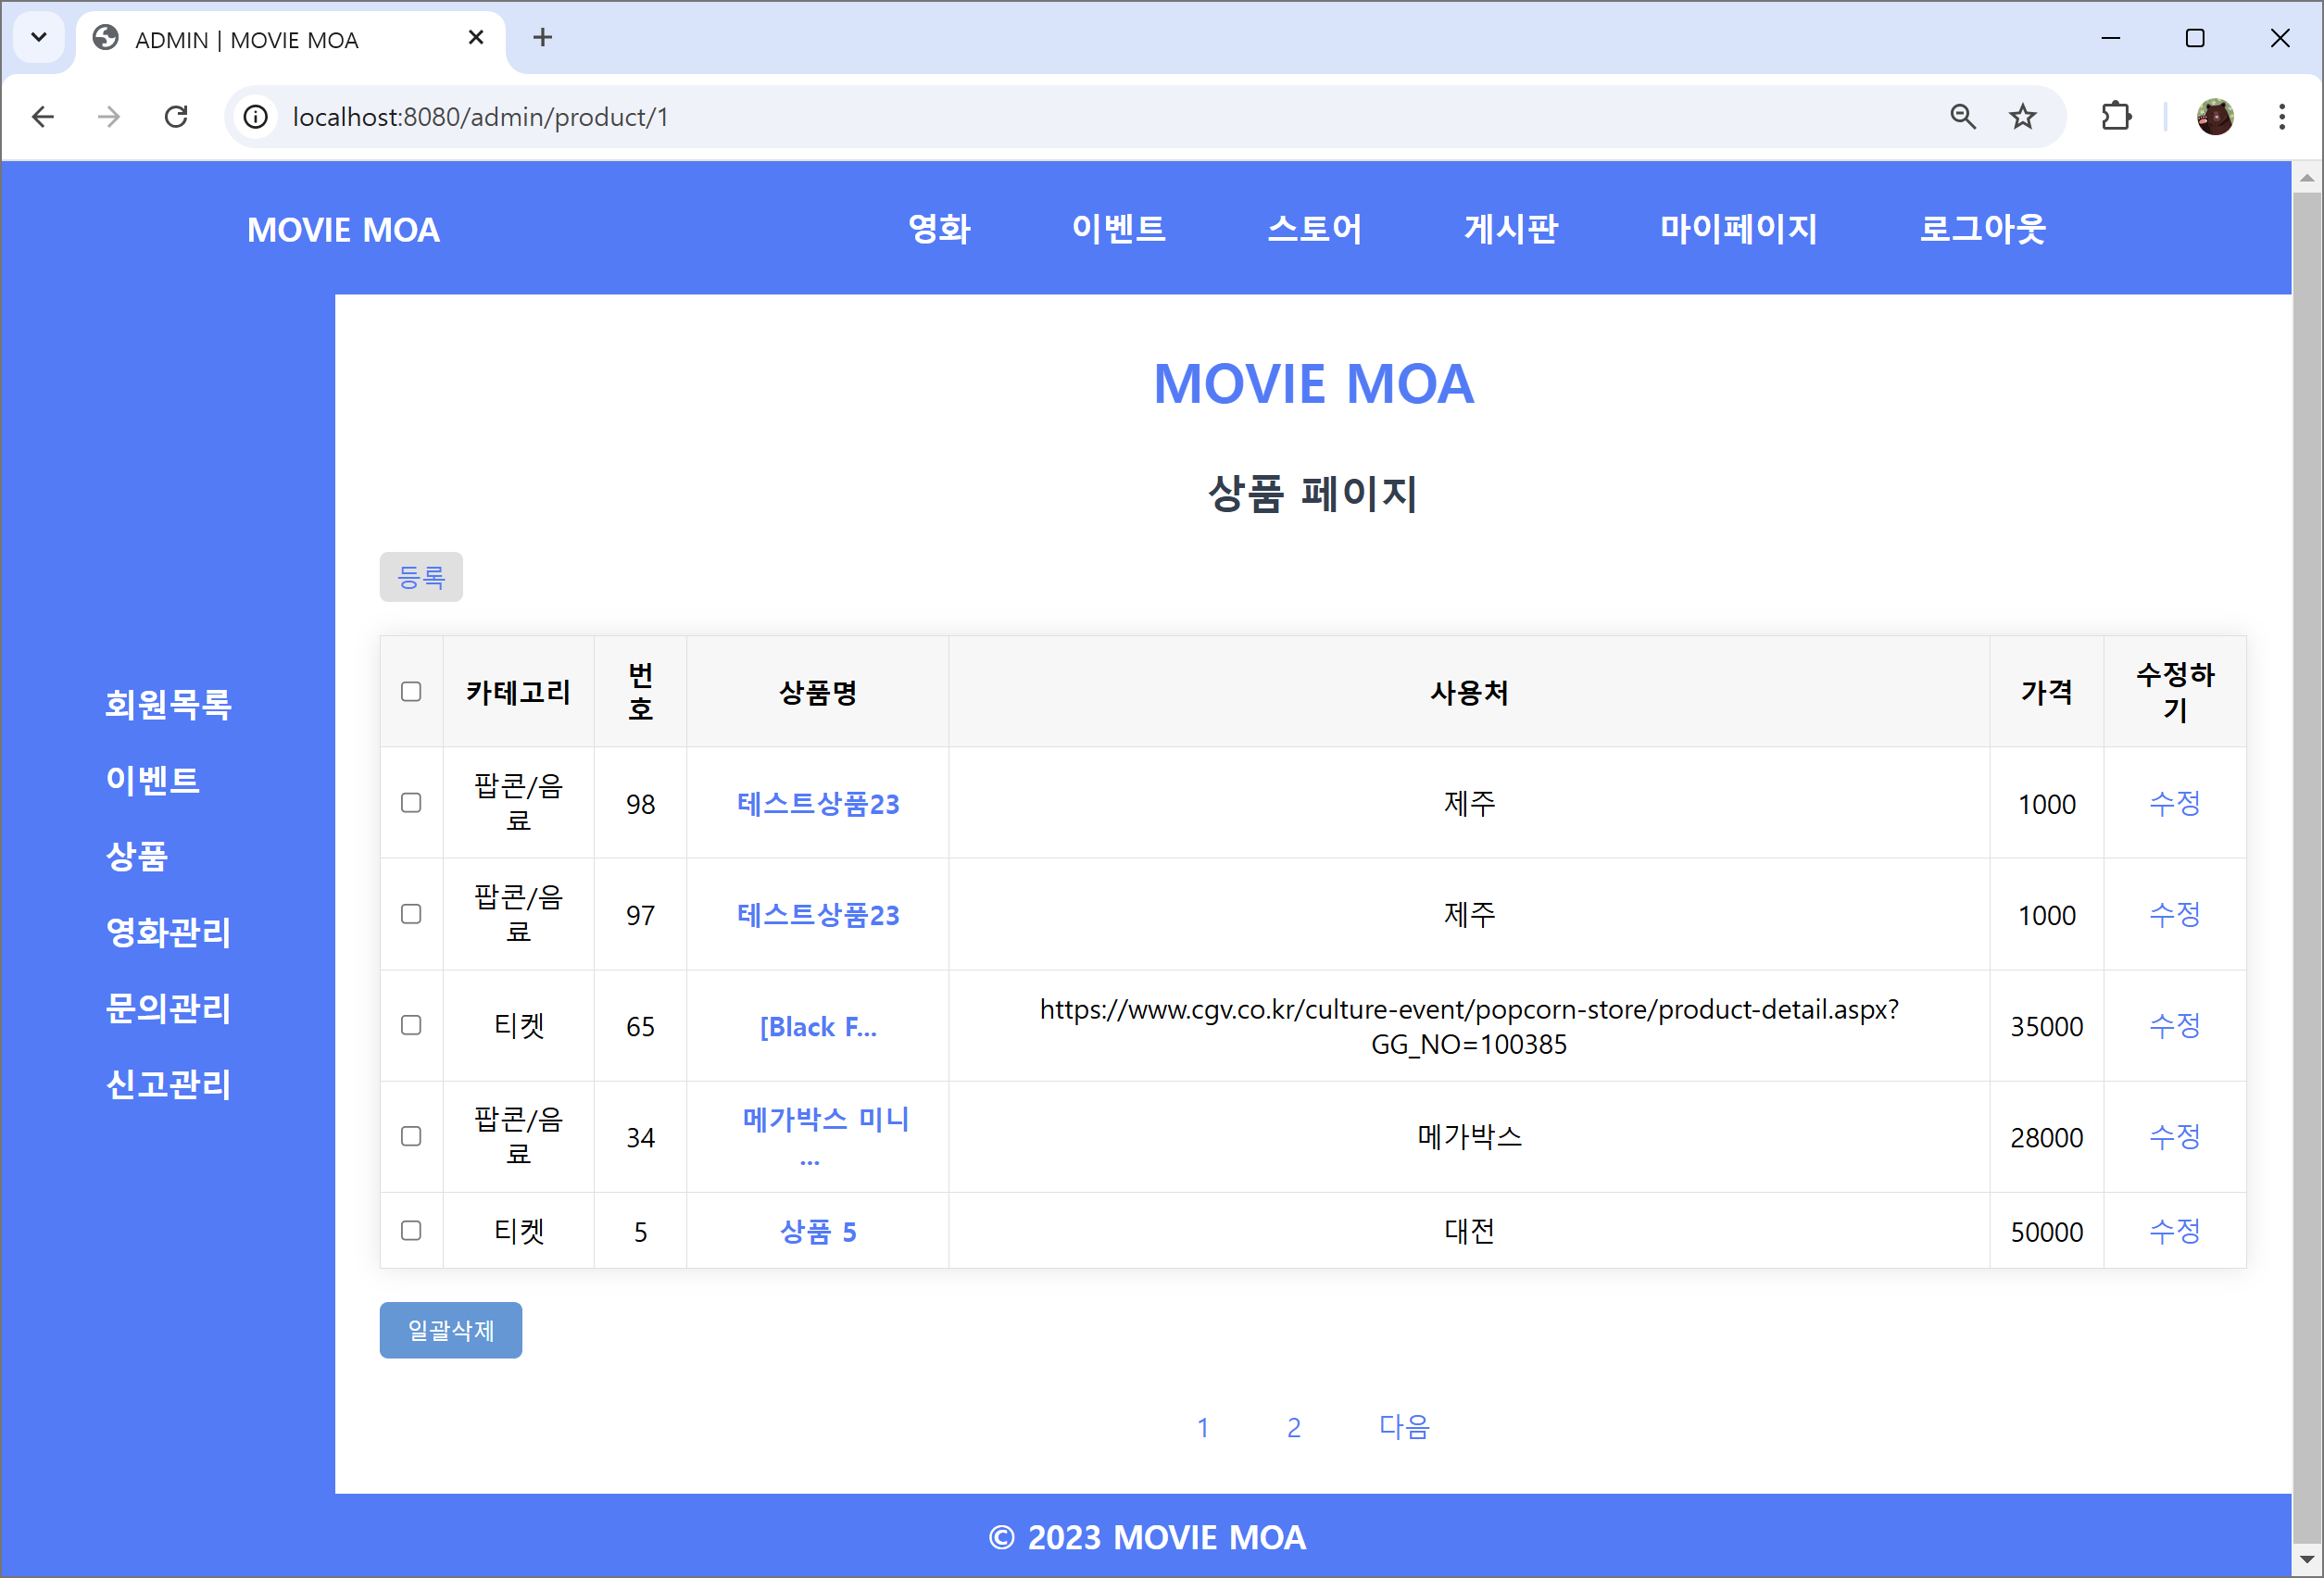 ADMIN | MOVIE MOA
localhost:8080/admin/product/1
MOVIE MOA 영화 이벤트 스토어 게시판 마이페이지 로그아웃
회원목록
이벤트
상품
영화관리
문의관리
신고관리
MOVIE MOA
상품 페이지
등록
카테고리 번호 상품명 사용처 가격 수정하기
팝콘/음료 98 테스트상품23 제주 1000 수정
팝콘/음료 97 테스트상품23 제주 1000 수정
티켓 65 [Black F... https://www.cgv.co.kr/culture-event/popcorn-store/product-detail.aspx?GG_NO=100385 35000 수정
팝콘/음료 34 메가박스 미니 ... 메가박스 28000 수정
티켓 5 상품 5 대전 50000 수정
일괄삭제
1 2 다음
© 2023 MOVIE MOA